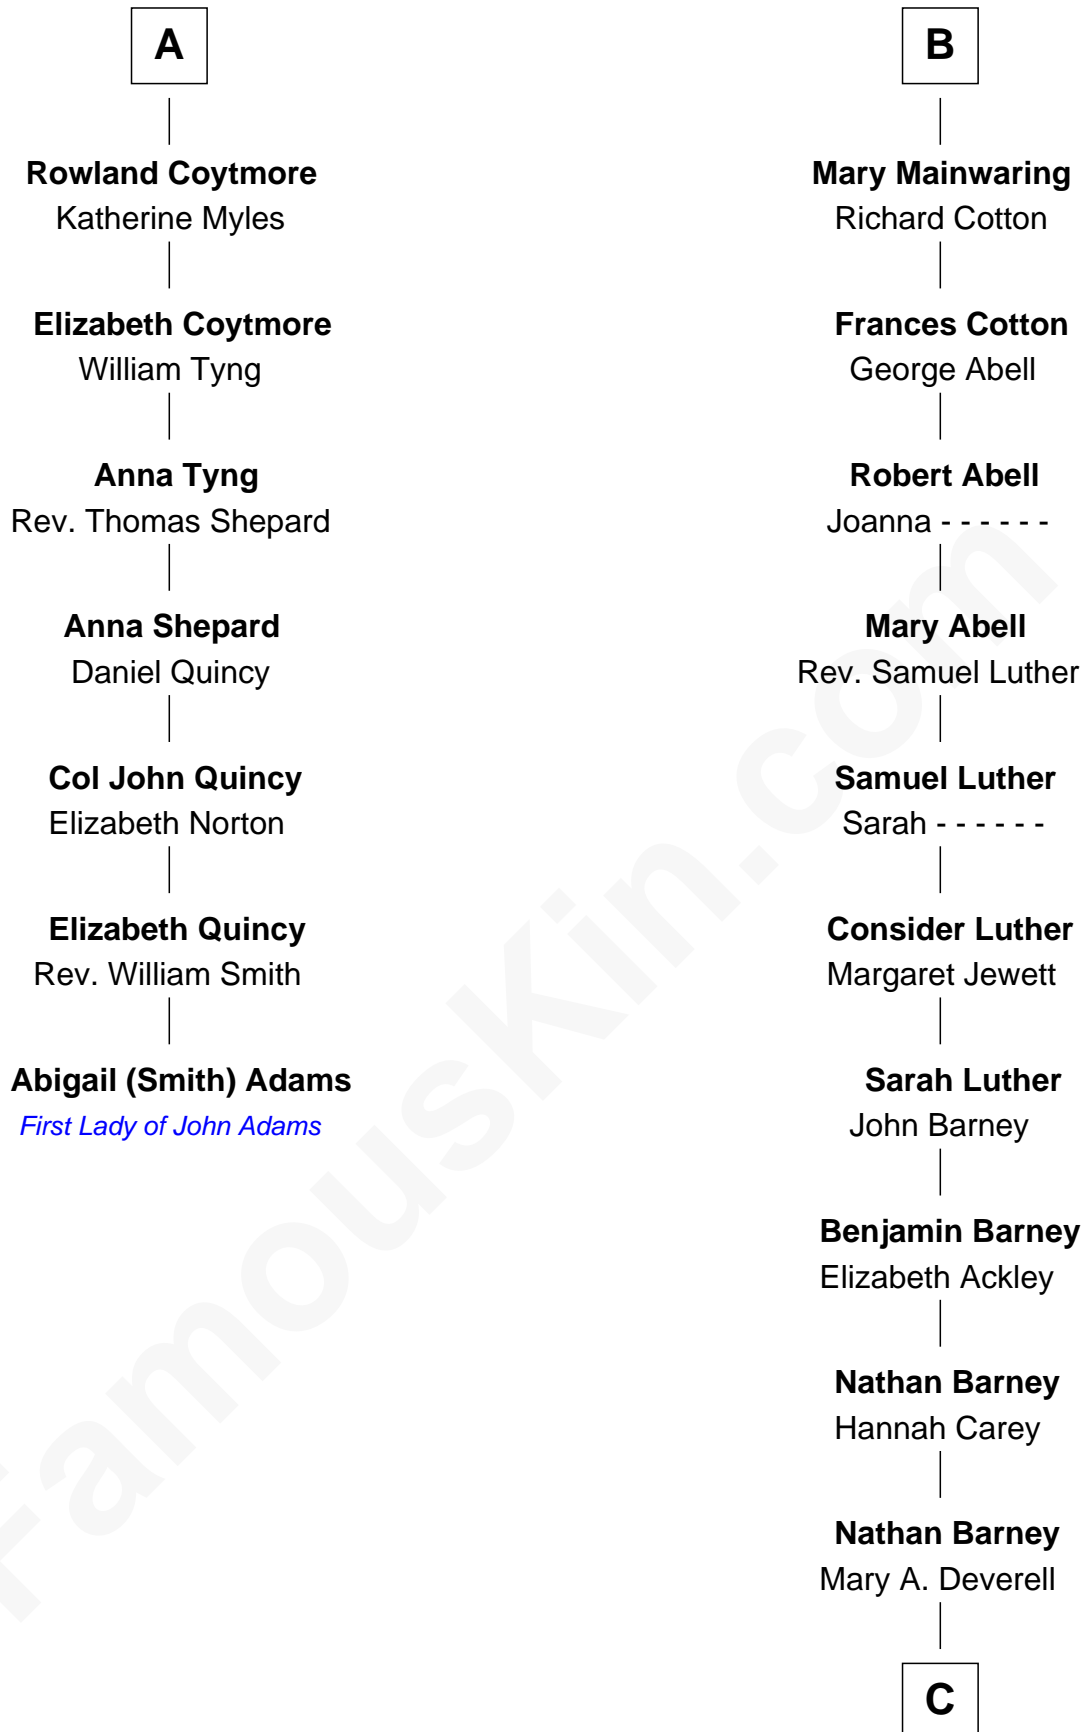 A
Rowland Coytmore
Katherine Myles
Elizabeth Coytmore
William Tyng
Anna Tyng
Rev. Thomas Shepard
Anna Shepard
Daniel Quincy
Col John Quincy
Elizabeth Norton
Elizabeth Quincy
Rev. William Smith
Abigail (Smith) Adams
First Lady of John Adams
B
Mary Mainwaring
Richard Cotton
Frances Cotton
George Abell
Robert Abell
Joanna - - - - - -
Mary Abell
Rev. Samuel Luther
Samuel Luther
Sarah - - - - - -
Consider Luther
Margaret Jewett
Sarah Luther
John Barney
Benjamin Barney
Elizabeth Ackley
Nathan Barney
Hannah Carey
Nathan Barney
Mary A. Deverell
C
FamousKin.com